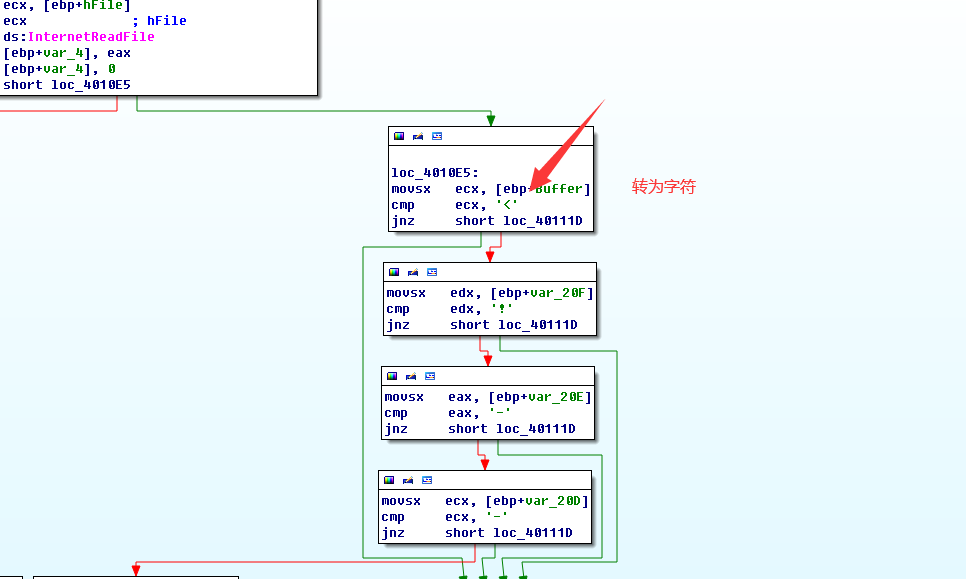 ecx, [ebp+hFile]
ecx ; hFile
ds:InternetReadFile
[ebp+var_4], eax
[ebp+var_4], 0
short loc_4010E5
loc_4010E5:
movsx ecx, [ebp+Buffer]
cmp ecx, '<'
jnz short loc_40111D
转为字符
movsx edx, [ebp+var_20F]
cmp edx, '!'
jnz short loc_40111D
movsx eax, [ebp+var_20E]
cmp eax, '-'
jnz short loc_40111D
movsx ecx, [ebp+var_20D]
cmp ecx, '-'
jnz short loc_40111D